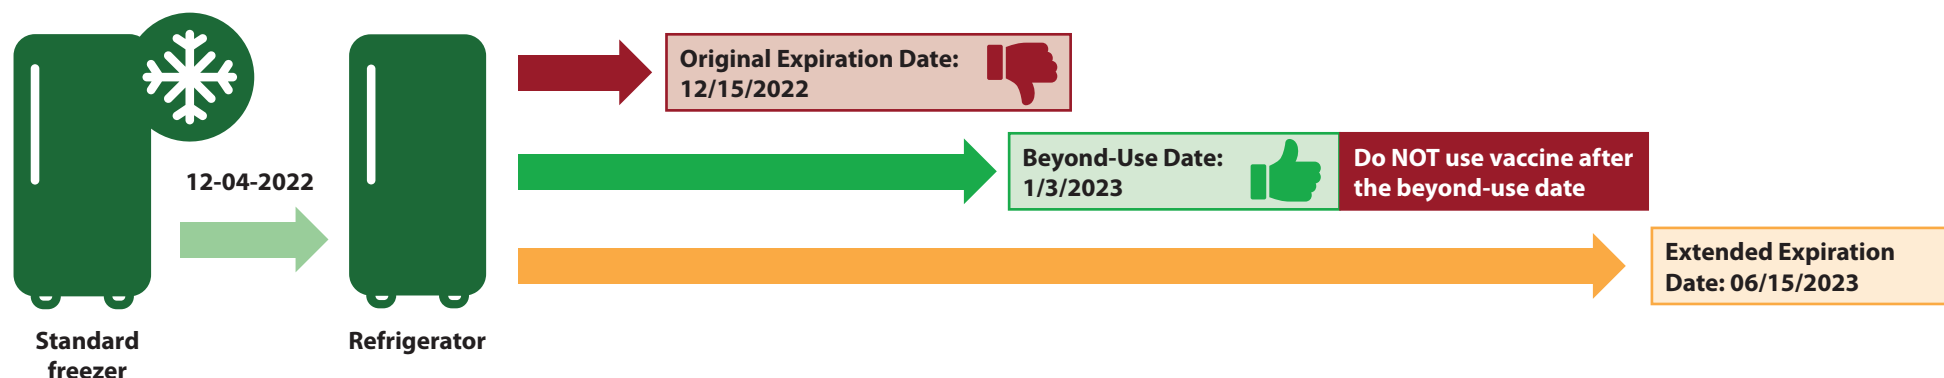 Standard
freezer
12-04-2022
Refrigerator
Original Expiration Date:
12/15/2022
Beyond-Use Date:
1/3/2023
Do NOT use vaccine after
the beyond-use date
Extended Expiration
Date: 06/15/2023